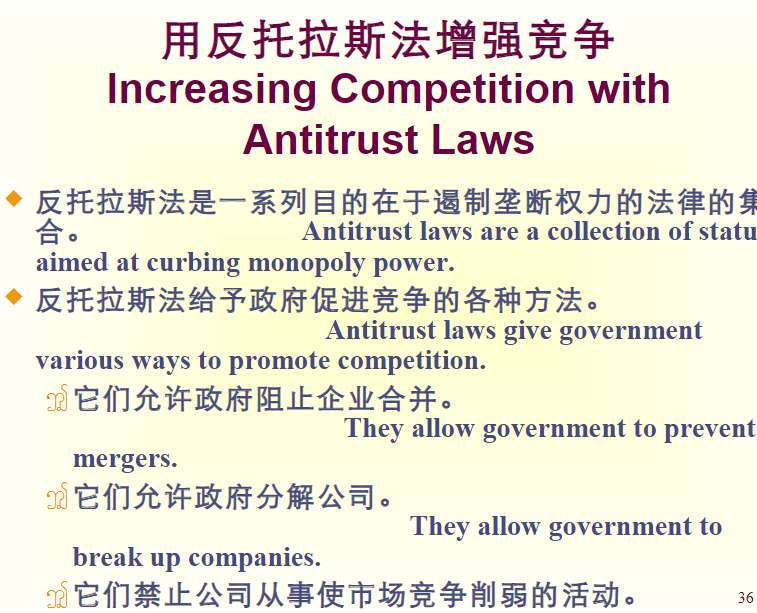 用反托拉斯法增强竞争
Increasing Competition with
Antitrust Laws
反托拉斯法是一系列目的在于遏制垄断权力的法律的集
合。 Antitrust laws are a collection of statu
aimed at curbing monopoly power.
反托拉斯法给予政府促进竞争的各种方法。
Antitrust laws give government
various ways to promote competition.
它们允许政府阻止企业合并。
They allow government to prevent
mergers.
它们允许政府分解公司。
They allow government to
break up companies.
它们禁止公司从事使市场竞争削弱的活动。
36